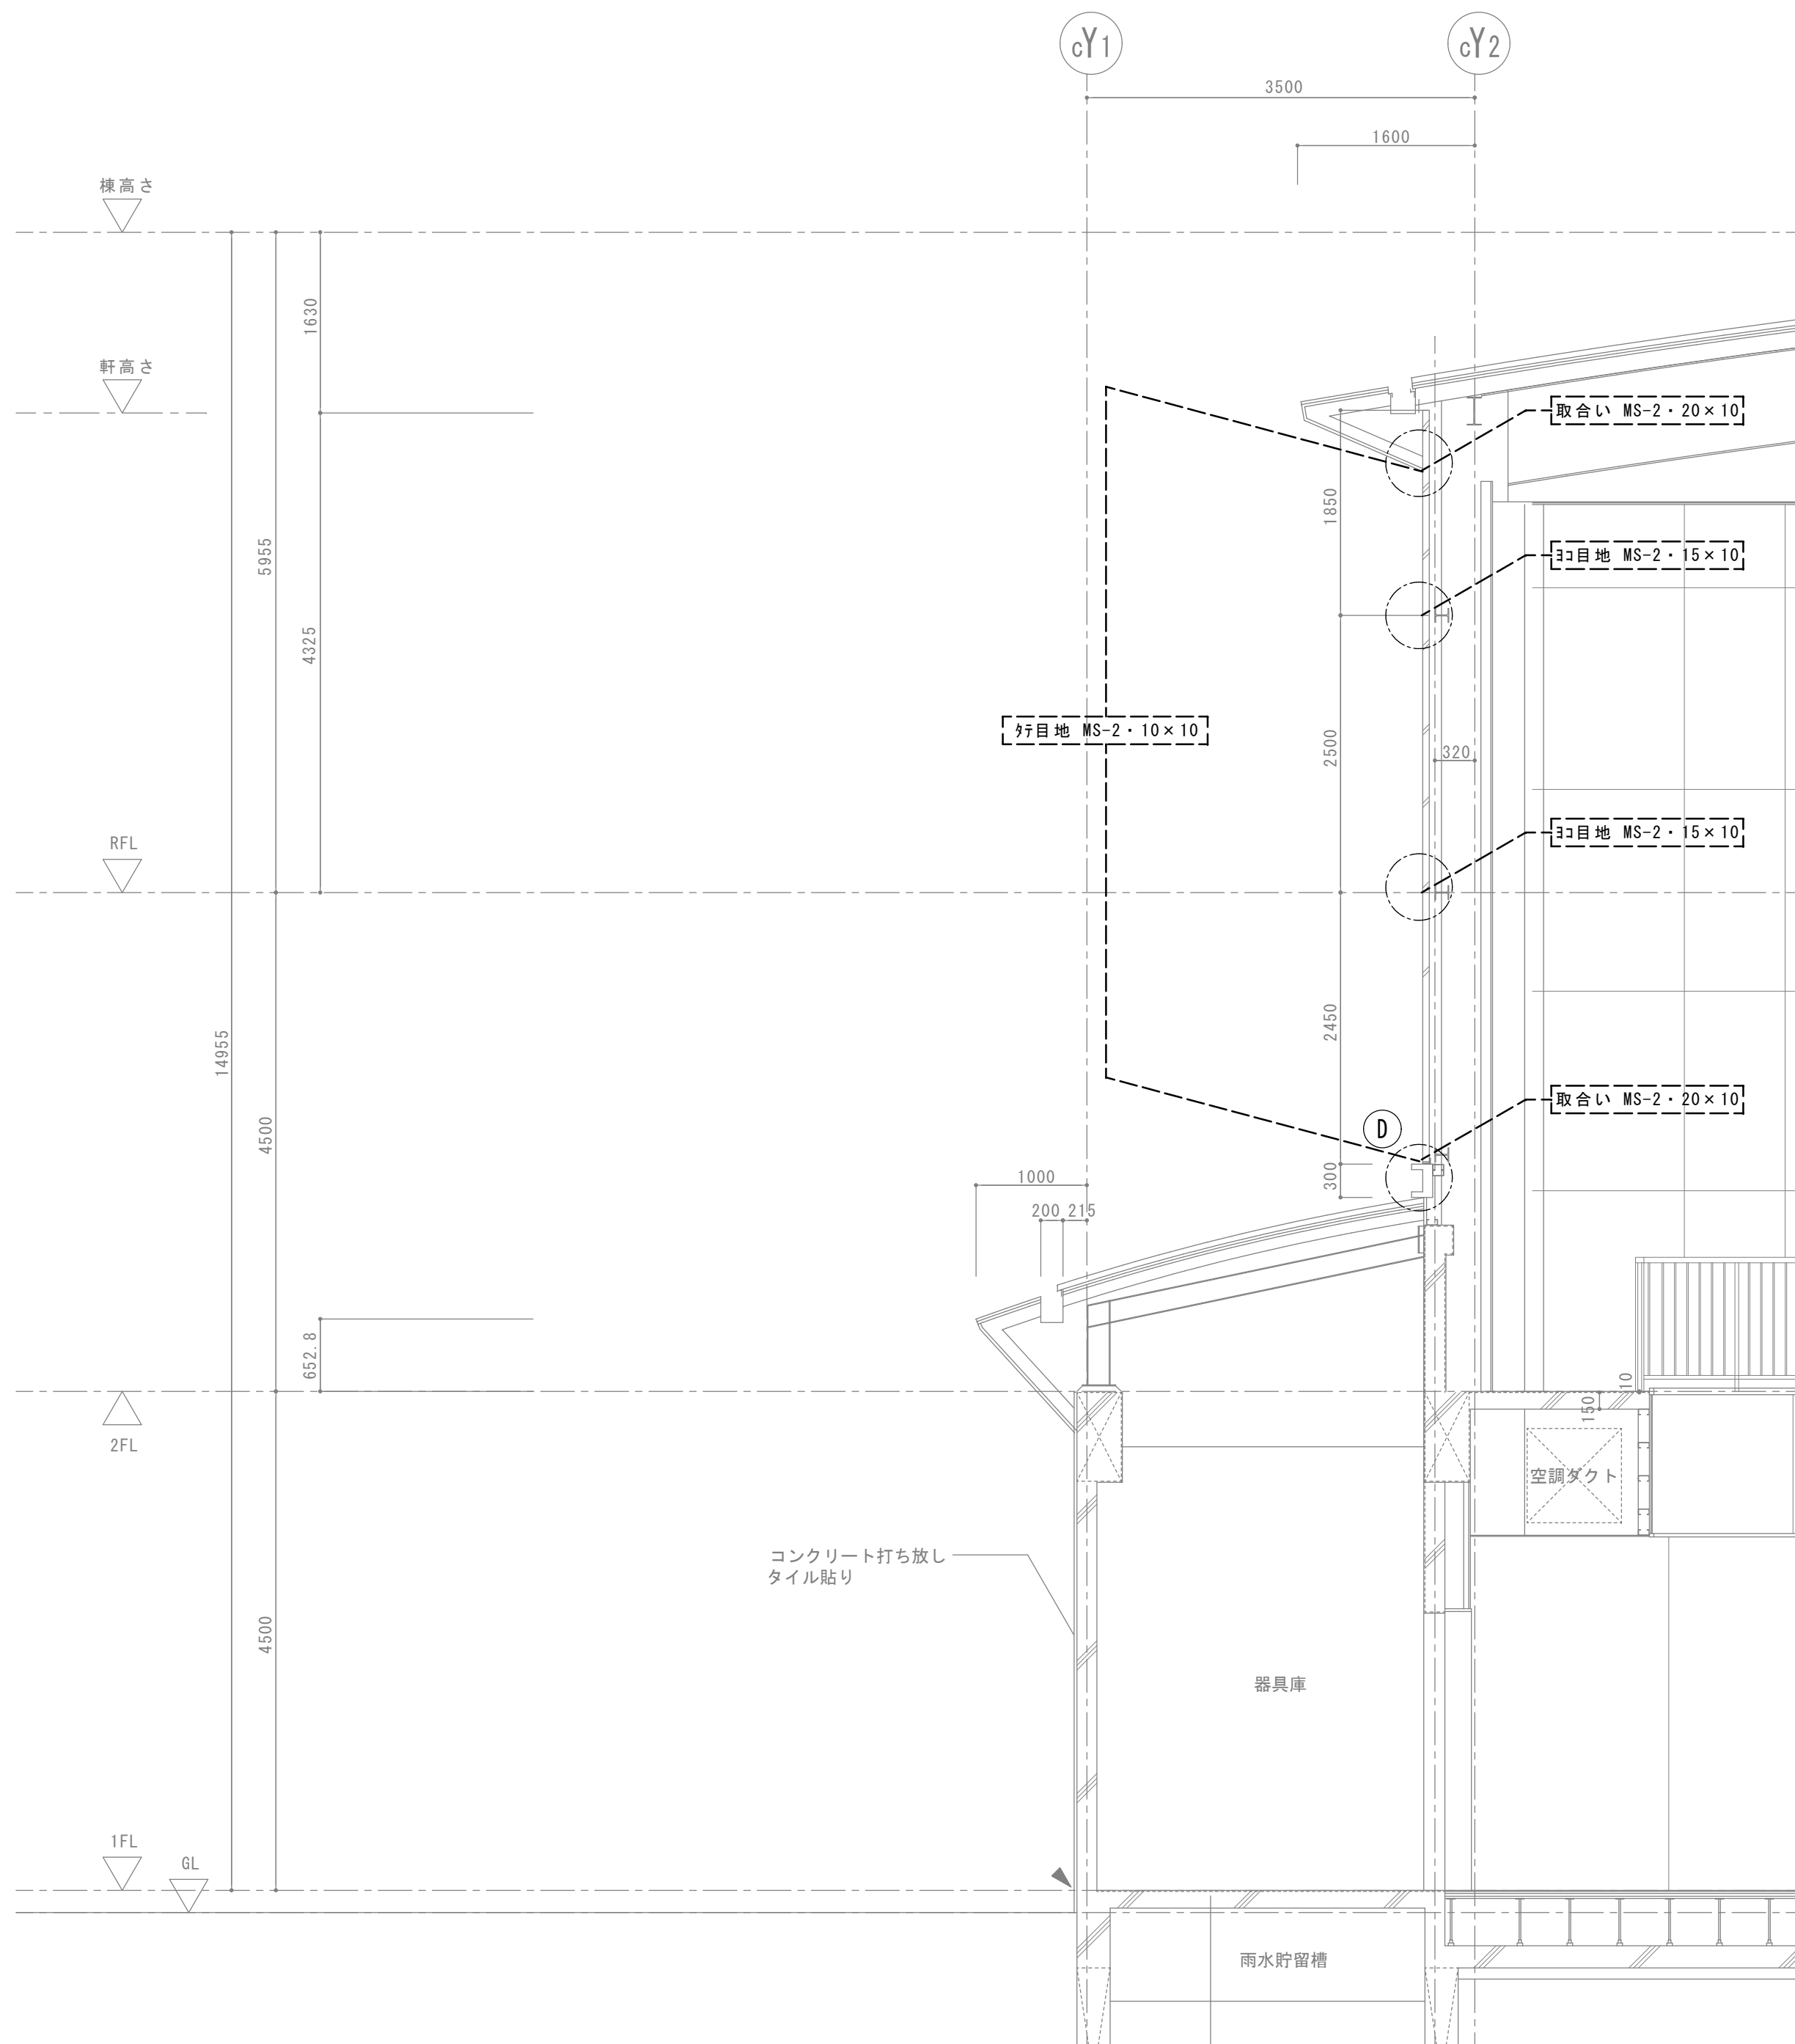 cY1
cY2
3500
1600
棟高さ
1630
軒高さ
取合い MS-2・20×10
1850
5955
ﾖｺ目地 MS-2・15×10
4325
ﾀﾃ目地 MS-2・10×10
2500
320
RFL
ﾖｺ目地 MS-2・15×10
2450
14955
取合い MS-2・20×10
D
4500
1000
300
200
215
652.8
10
150
2FL
空調ダクト
コンクリート打ち放し
タイル貼り
4500
器具庫
1FL
GL
雨水貯留槽